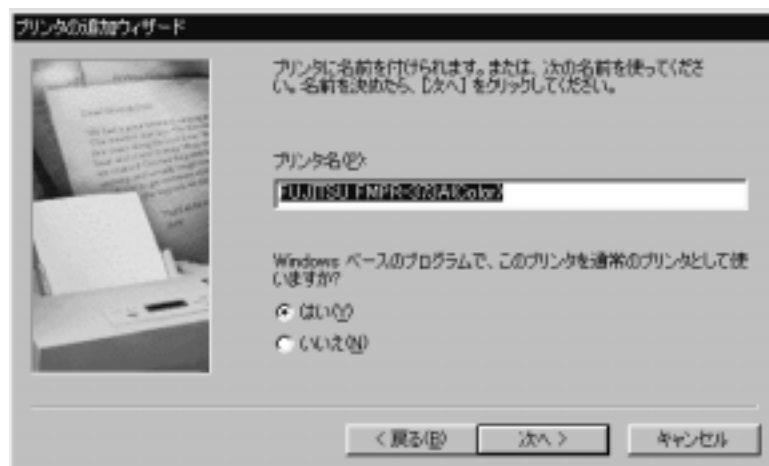 プリンタの追加ウィザード
プリンタに名前を付けられます。または、次の名前を使ってくださ
い。名前を決めたら、[次へ] をクリックしてください。
プリンタ名(P):
FUJITSU FMPR-373A(Color)
Windows ベースのプログラムで、このプリンタを通常のプリンタとして使
いますか?
はい(Y)
いいえ(N)
< 戻る(B)
次へ >
キャンセル